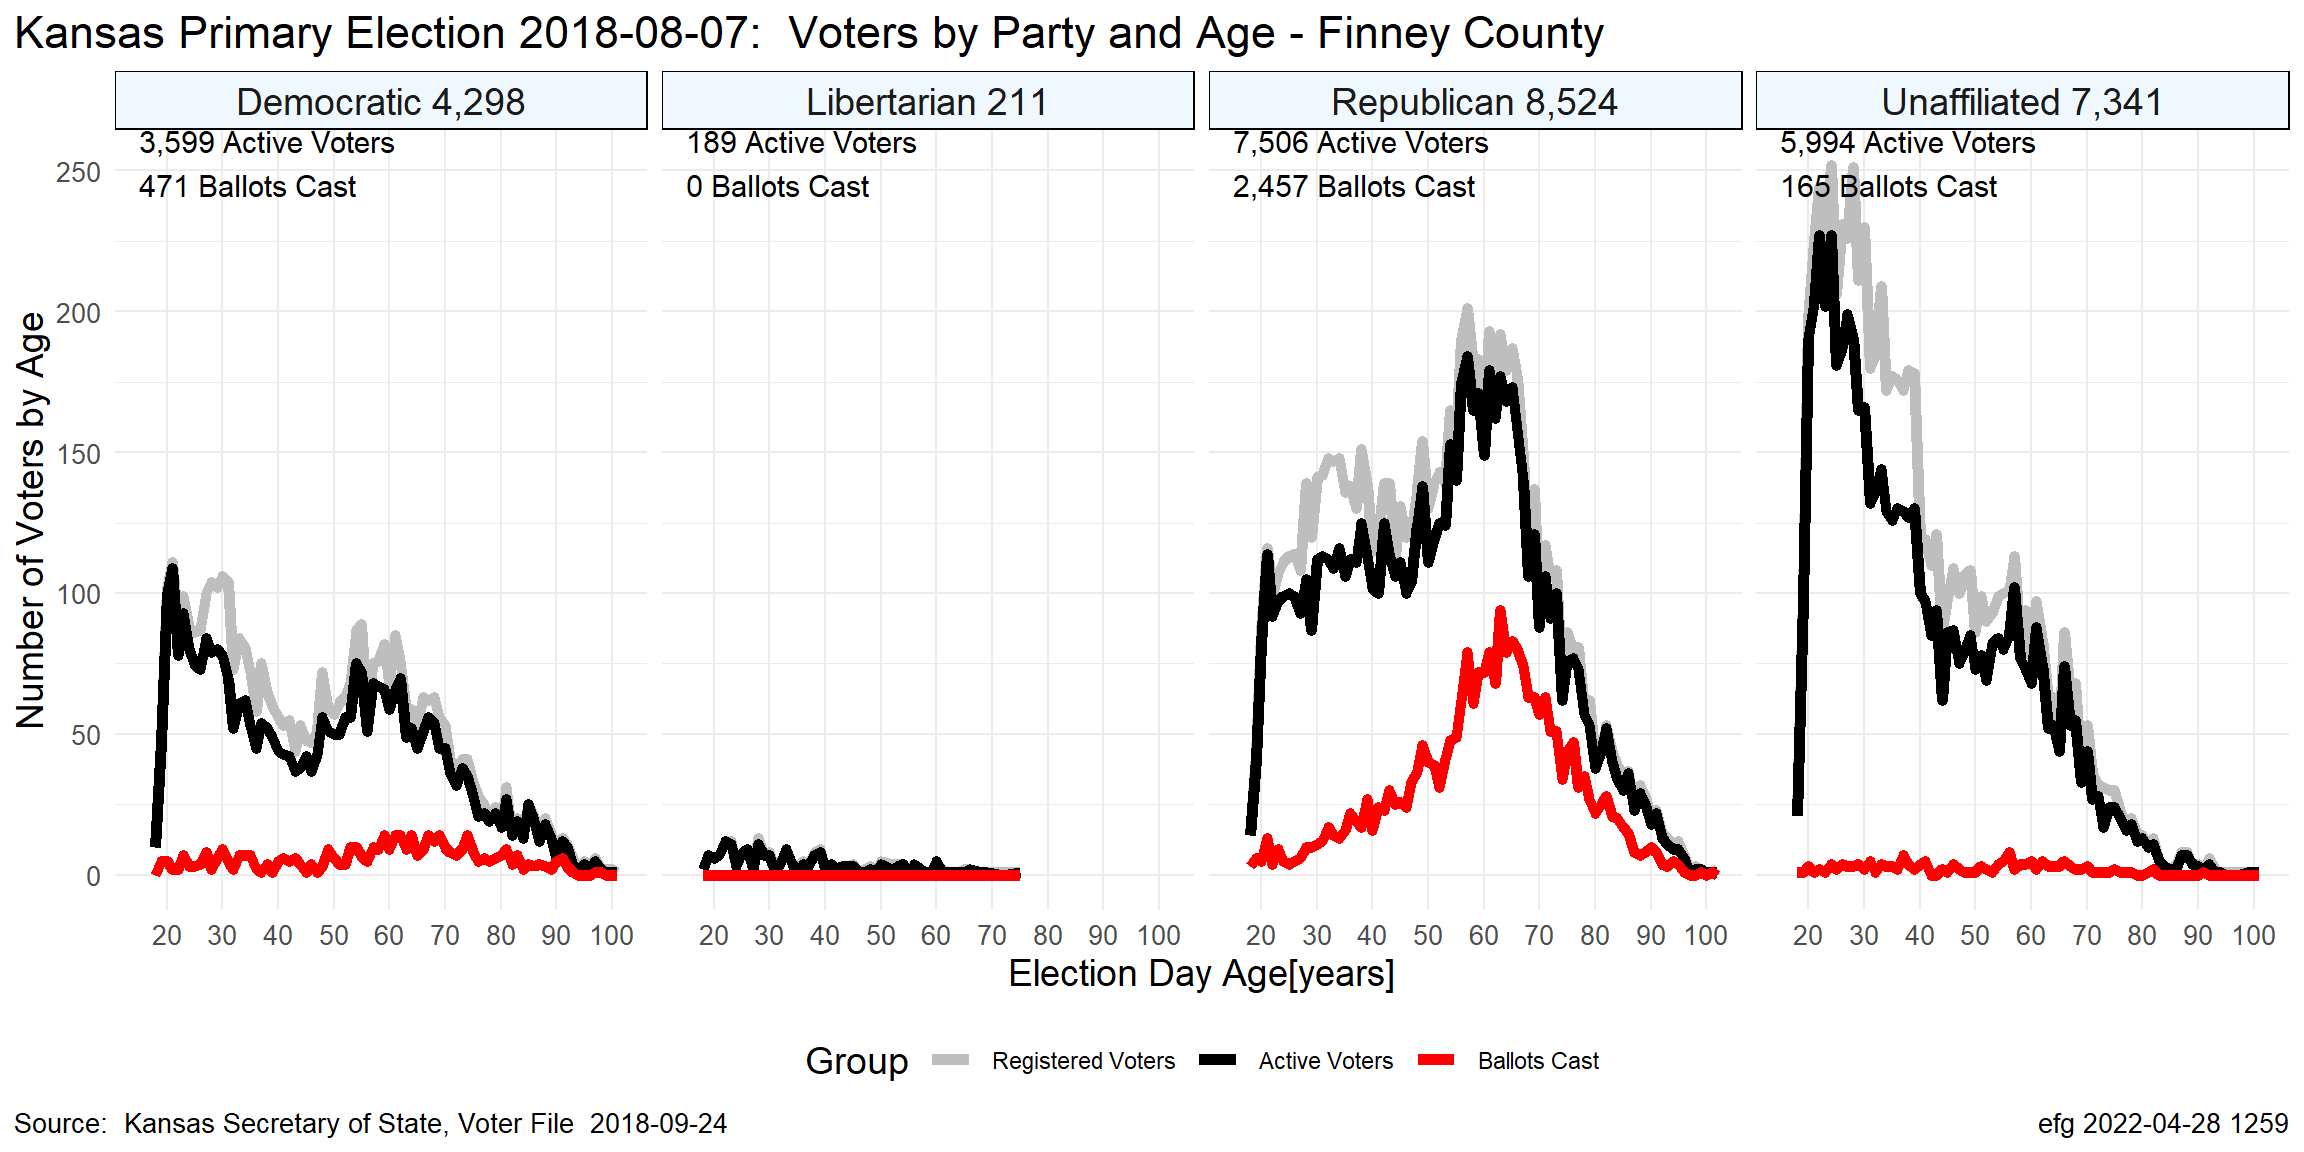 Kansas Primary Election 2018-08-07:  Voters by Party and Age - Finney County
Democratic 4,298
Libertarian 211
Republican 8,524
Unaffiliated 7,341
3,599 Active Voters
471 Ballots Cast
189 Active Voters
0 Ballots Cast
7,506 Active Voters
2,457 Ballots Cast
5,994 Active Voters
165 Ballots Cast
Number of Voters by Age
250
200
150
100
50
0
20 30 40 50 60 70 80 90 100
20 30 40 50 60 70 80 90 100
20 30 40 50 60 70 80 90 100
20 30 40 50 60 70 80 90 100
Election Day Age[years]
Group Registered Voters Active Voters Ballots Cast
Source:  Kansas Secretary of State, Voter File  2018-09-24
efg 2022-04-28 1259